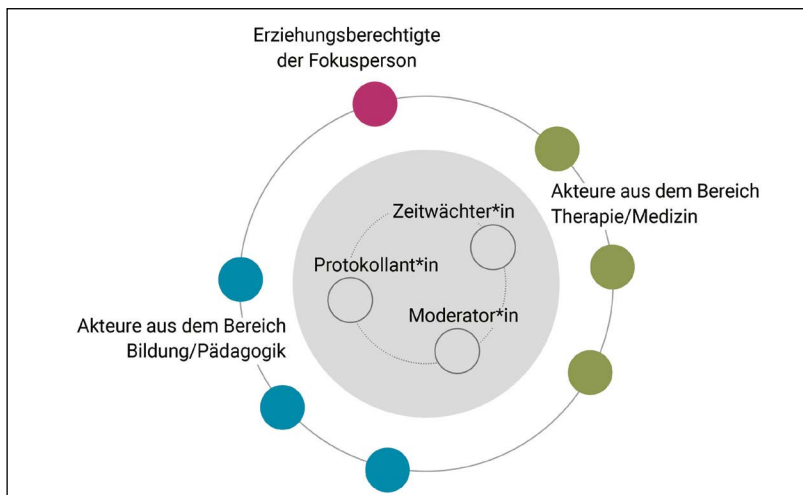 Erziehungsberechtigte
der Fokusperson
Akteure aus dem Bereich
Therapie/Medizin
Zeitwächter*in
Protokollant*in
Moderator*in
Akteure aus dem Bereich
Bildung/Pädagogik